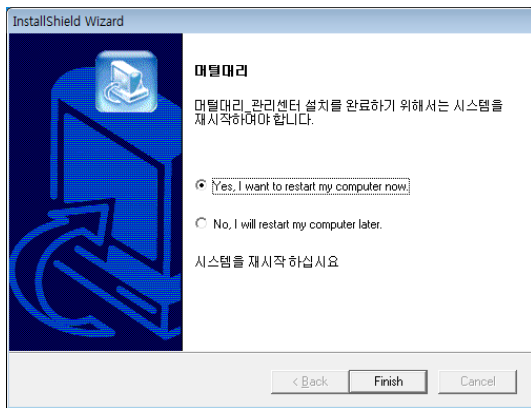 InstallShield Wizard
머털대리
머털대리_관리센터 설치를 완료하기 위해서는 시스템을
재시작하며야 합니다.
Yes, I want to restart my computer now.
No, I will restart my computer later.
시스템을 재시작 하십시요
< Back
Finish
Cancel